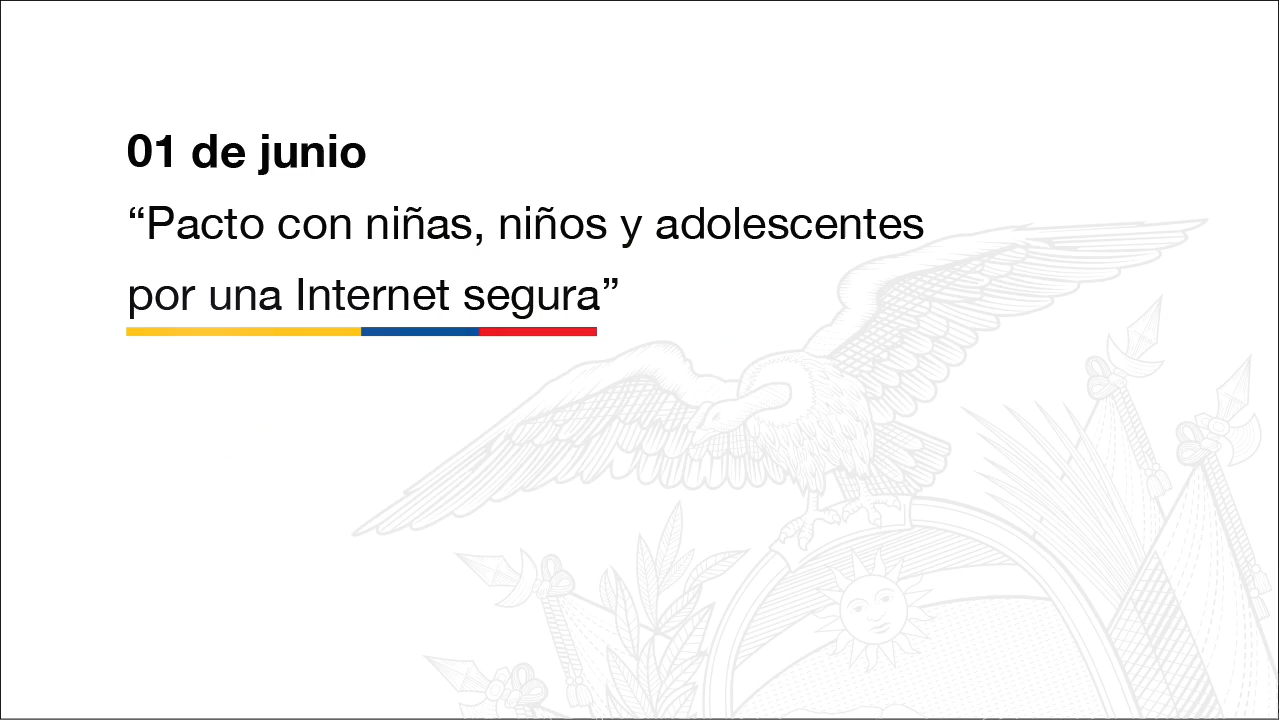 01 de junio
“Pacto con niñas, niños y adolescentes
por una Internet segura”